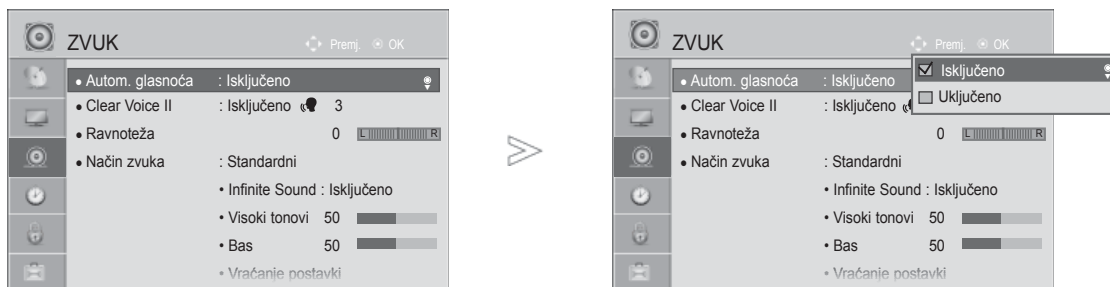 ZVUK
Premj. OK
• Autom. glasnoća : Isključeno
• Clear Voice II : Isključeno 3
• Ravnoteža 0 L R
• Način zvuka : Standardni
• Infinite Sound : Isključeno
• Visoki tonovi 50
• Bas 50
• Vraćanje postavki
ZVUK
Premj. OK
• Autom. glasnoća : Isključeno
Isključeno
Uključeno
• Clear Voice II : Isključeno
• Ravnoteža 0 L R
• Način zvuka : Standardni
• Infinite Sound : Isključeno
• Visoki tonovi 50
• Bas 50
• Vraćanje postavki